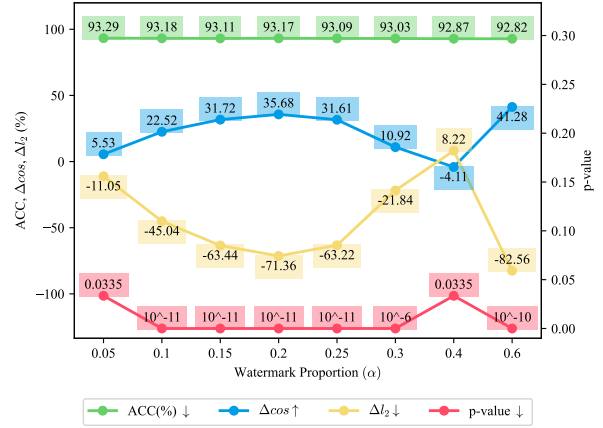 93.29 93.18 93.11 93.17 93.09 93.03 92.87 92.82
5.53 22.52 31.72 35.68 31.61 10.92 -4.11 41.28
-11.05 -45.04 -63.44 -71.36 -63.22 -21.84 8.22 -82.56
0.0335 10^-11 10^-11 10^-11 10^-11 10^-6 0.0335 10^-10
100
50
0
−50
−100
ACC, Δcos, Δl₂ (%)
0.30
0.25
0.20
0.15
0.10
0.05
0.00
p-value
0.05 0.1 0.15 0.2 0.25 0.3 0.4 0.6
Watermark Proportion (α)
ACC(%) ↓ Δcos ↑ Δl₂ ↓ p-value ↓